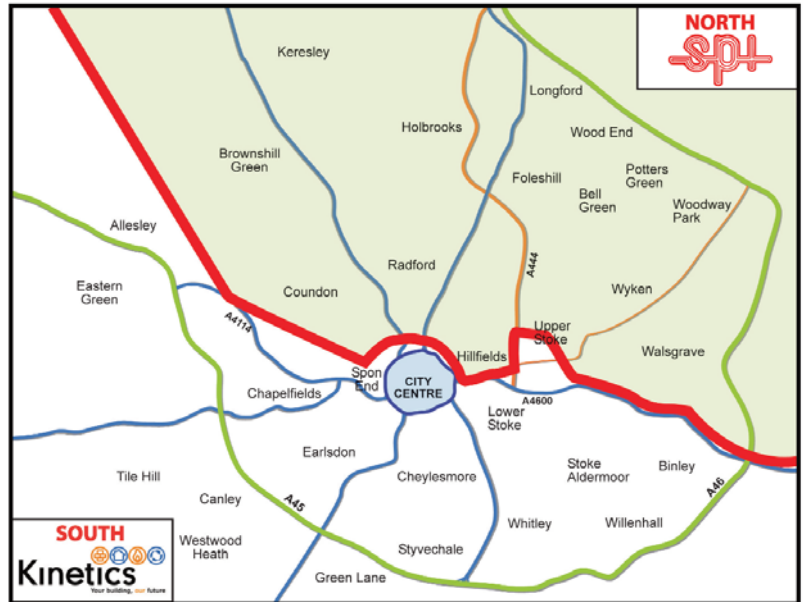 NORTH
spi
Keresley
Longford
Holbrooks
Wood End
Brownshill
Green
Foleshill
Potters
Green
Bell
Green
Woodway
Park
Allesley
Radford
A444
Eastern
Green
Coundon
Wyken
A4114
Upper
Stoke
Hillfields
Walsgrave
Spon
End
CITY
CENTRE
Chapelfields
A4600
Lower
Stoke
Earlsdon
Cheylesmore
Stoke
Aldermoor
Binley
Tile Hill
Canley
A45
A46
Whitley
Willenhall
SOUTH
Kinetics
Your building, our future
Westwood
Heath
Styvechale
Green Lane